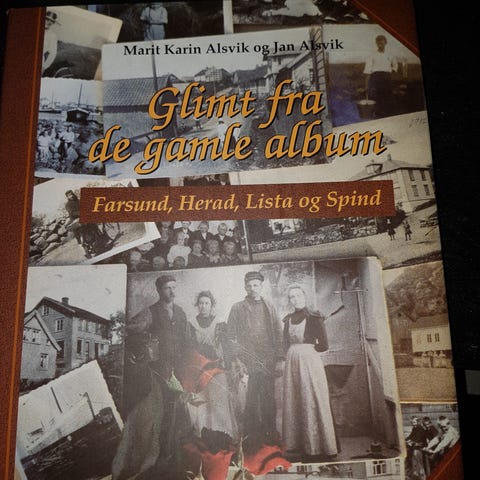 Marit Karin Alsvik og Jan Alsvik
Glimt fra
de gamle album
Farsund, Herad, Lista og Spind